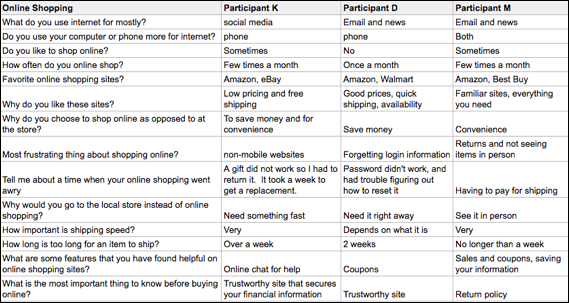 Online Shopping Participant K Participant D Participant M
What do you use internet for mostly? social media Email and news Email and news
Do you use your computer or phone more for internet? phone phone Both
Do you like to shop online? Sometimes No Sometimes
How often do you online shop? Few times a month Once a month Few times a month
Favorite online shopping sites? Amazon, eBay Amazon, Walmart Amazon, Best Buy
Low pricing and free Good prices, quick Familiar sites, everything
Why do you like these sites? shipping shipping, availability you need
Why do you choose to shop online as opposed to at To save money and for
the store? convenience Save money Convenience
Returns and not seeing
Most frustrating thing about shopping online? non-mobile websites Forgetting login information items in person
A gift did not work so I had to Password didn't work, and
Tell me about a time when your online shopping went return it. It took a week to had trouble figuring out
awry get a replacement. how to reset it Having to pay for shipping
Why would you go to the local store instead of online
shopping? Need something fast Need it right away See it in person
How important is shipping speed? Very Depends on what it is Very
How long is too long for an item to ship? Over a week 2 weeks No longer than a week
What are some features that you have found helpful on Sales and coupons, saving
online shopping sites? Online chat for help Coupons your information
What is the most important thing to know before buying Trustworthy site that secures
online? your financial information Trustworthy site Return policy